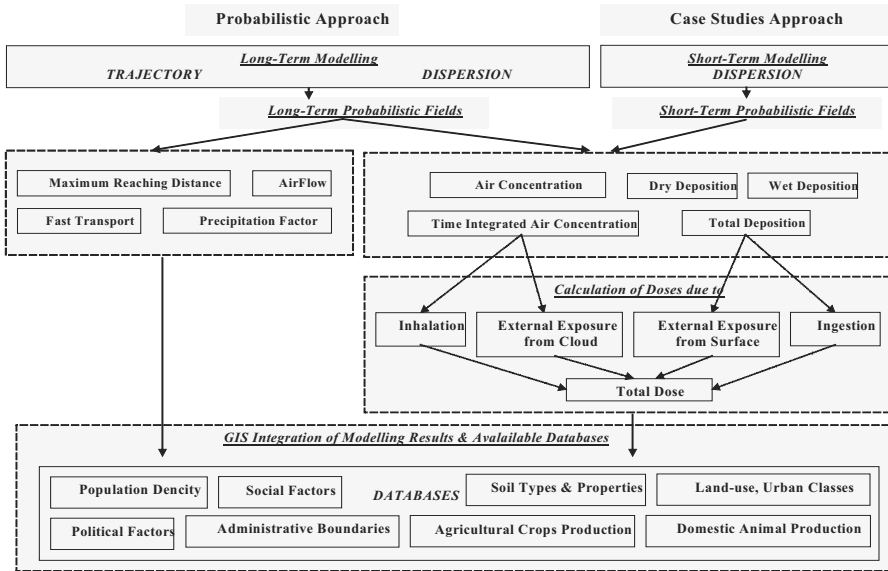 Probabilistic Approach
Case Studies Approach
Long-Term Modelling
TRAJECTORY DISPERSION
Short-Term Modelling
DISPERSION
Long-Term Probabilistic Fields
Short-Term Probabilistic Fields
Maximum Reaching Distance
AirFlow
Fast Transport
Precipitation Factor
Air Concentration
Dry Deposition
Wet Deposition
Time Integrated Air Concentration
Total Deposition
Calculation of Doses due to
Inhalation
External Exposure
from Cloud
External Exposure
from Surface
Ingestion
Total Dose
GIS Integration of Modelling Results & Avalailable Databases
Population Dencity
Social Factors
DATABASES
Soil Types & Properties
Land-use, Urban Classes
Political Factors
Administrative Boundaries
Agricultural Crops Production
Domestic Animal Production